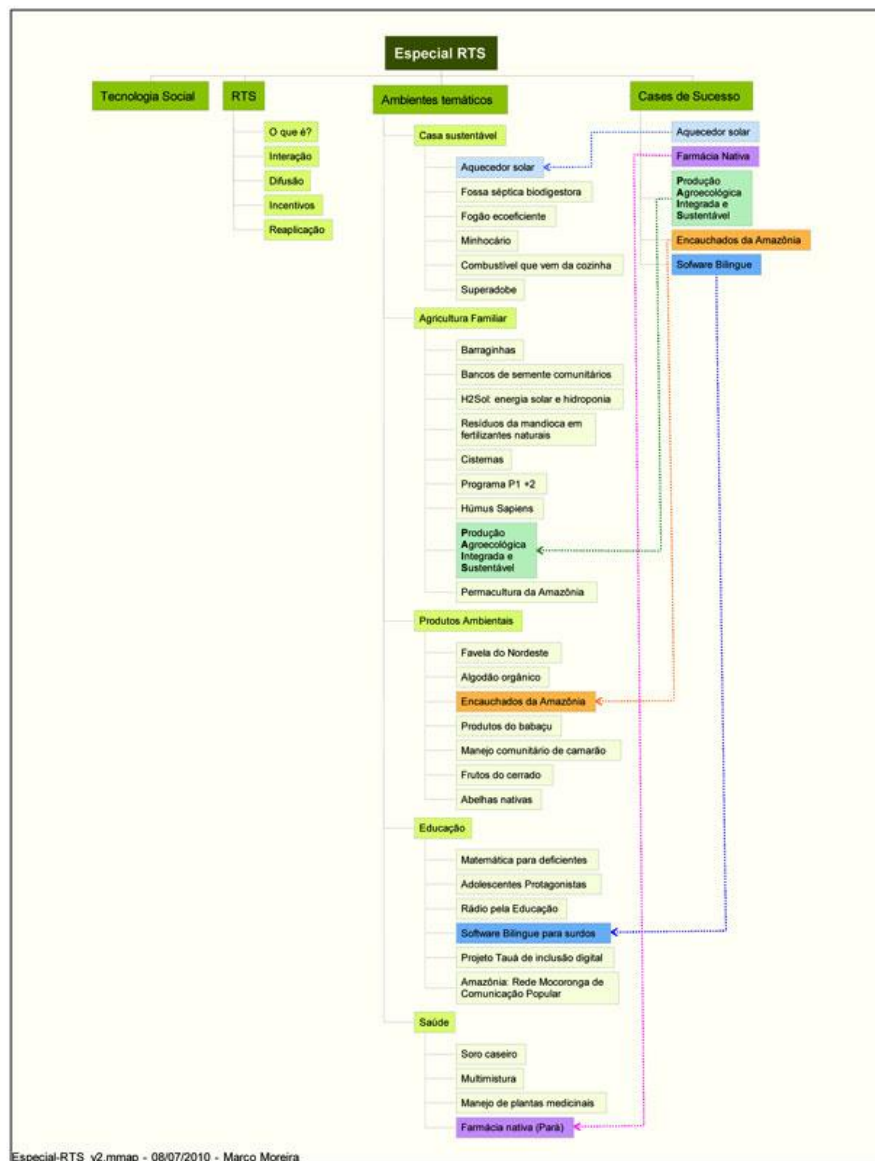 Especial RTS
Tecnologia Social
RTS
O que é?
Interação
Difusão
Incentivos
Reaplicação
Ambientes temáticos
Casa sustentável
Aquecedor solar
Fossa séptica biodigestora
Fogão ecoeficiente
Minhocário
Combustível que vem da cozinha
Superadobe
Agricultura Familiar
Barraginhas
Bancos de semente comunitários
H2Sol: energia solar e hidroponia
Resíduos da mandioca em
fertilizantes naturais
Cisternas
Programa P1 +2
Húmus Sapiens
Produção
Agroecológica
Integrada e
Sustentável
Permacultura da Amazônia
Produtos Ambientais
Favela do Nordeste
Algodão orgânico
Encauchados da Amazônia
Produtos do babaçu
Manejo comunitário de camarão
Frutos do cerrado
Abelhas nativas
Educação
Matemática para deficientes
Adolescentes Protagonistas
Rádio pela Educação
Software Bilingue para surdos
Projeto Tauá de inclusão digital
Amazônia: Rede Mocoronga de
Comunicação Popular
Saúde
Soro caseiro
Multimistura
Manejo de plantas medicinais
Farmácia nativa (Pará)
Cases de Sucesso
Aquecedor solar
Farmácia Nativa
Produção
Agroecológica
Integrada e
Sustentável
Encauchados da Amazônia
Sofware Bilingue
Especial-RTS_v2.mmap - 08/07/2010 - Marco Moreira